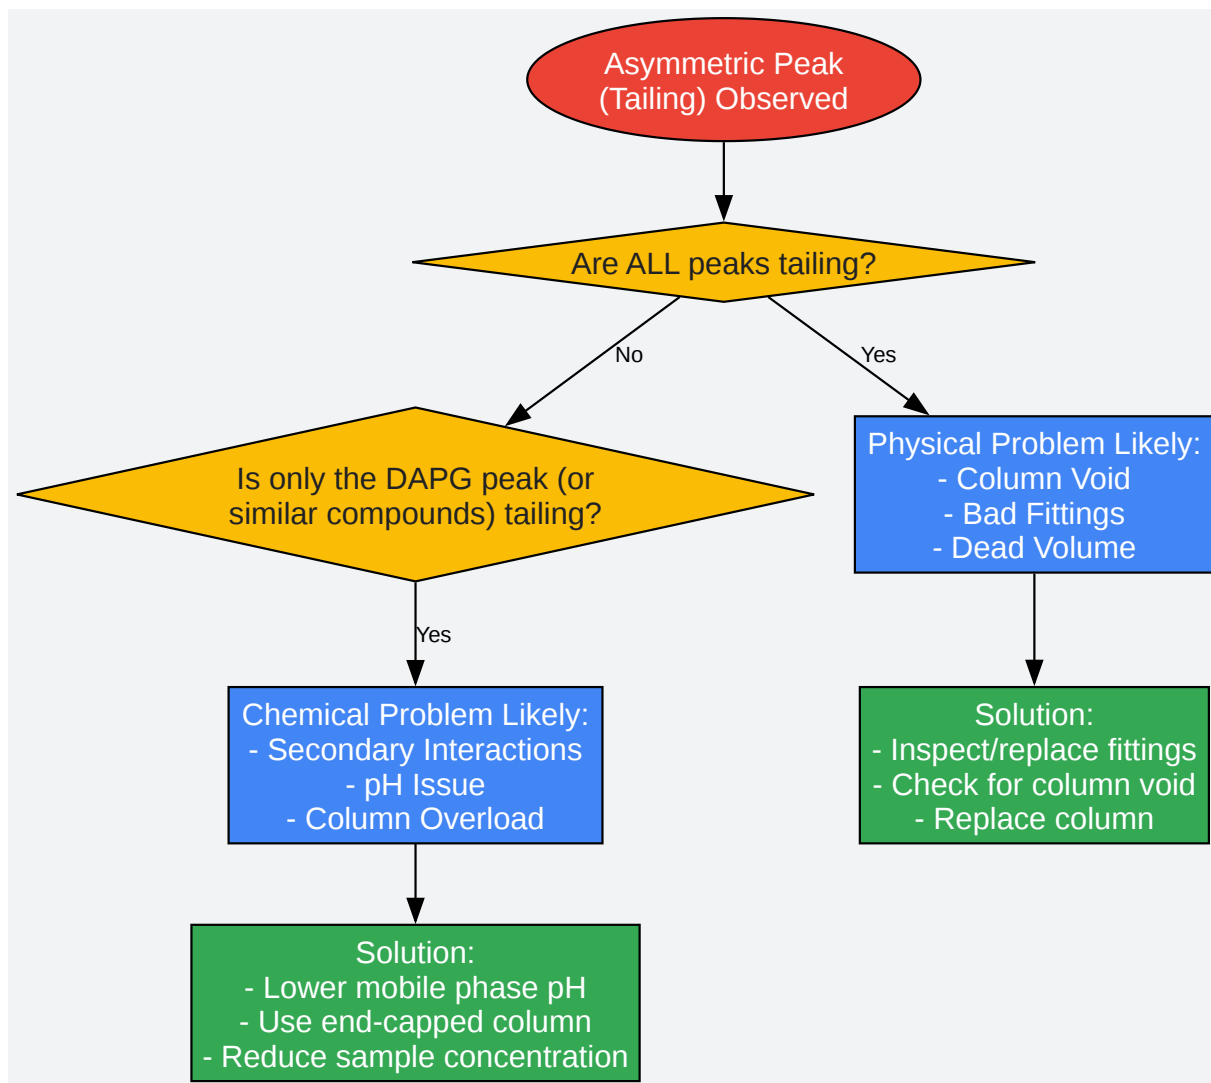 Asymmetric Peak
(Tailing) Observed
Are ALL peaks tailing?
No
Yes
Is only the DAPG peak (or
similar compounds) tailing?
Physical Problem Likely:
- Column Void
- Bad Fittings
- Dead Volume
Yes
Chemical Problem Likely:
- Secondary Interactions
- pH Issue
- Column Overload
Solution:
- Inspect/replace fittings
- Check for column void
- Replace column
Solution:
- Lower mobile phase pH
- Use end-capped column
- Reduce sample concentration